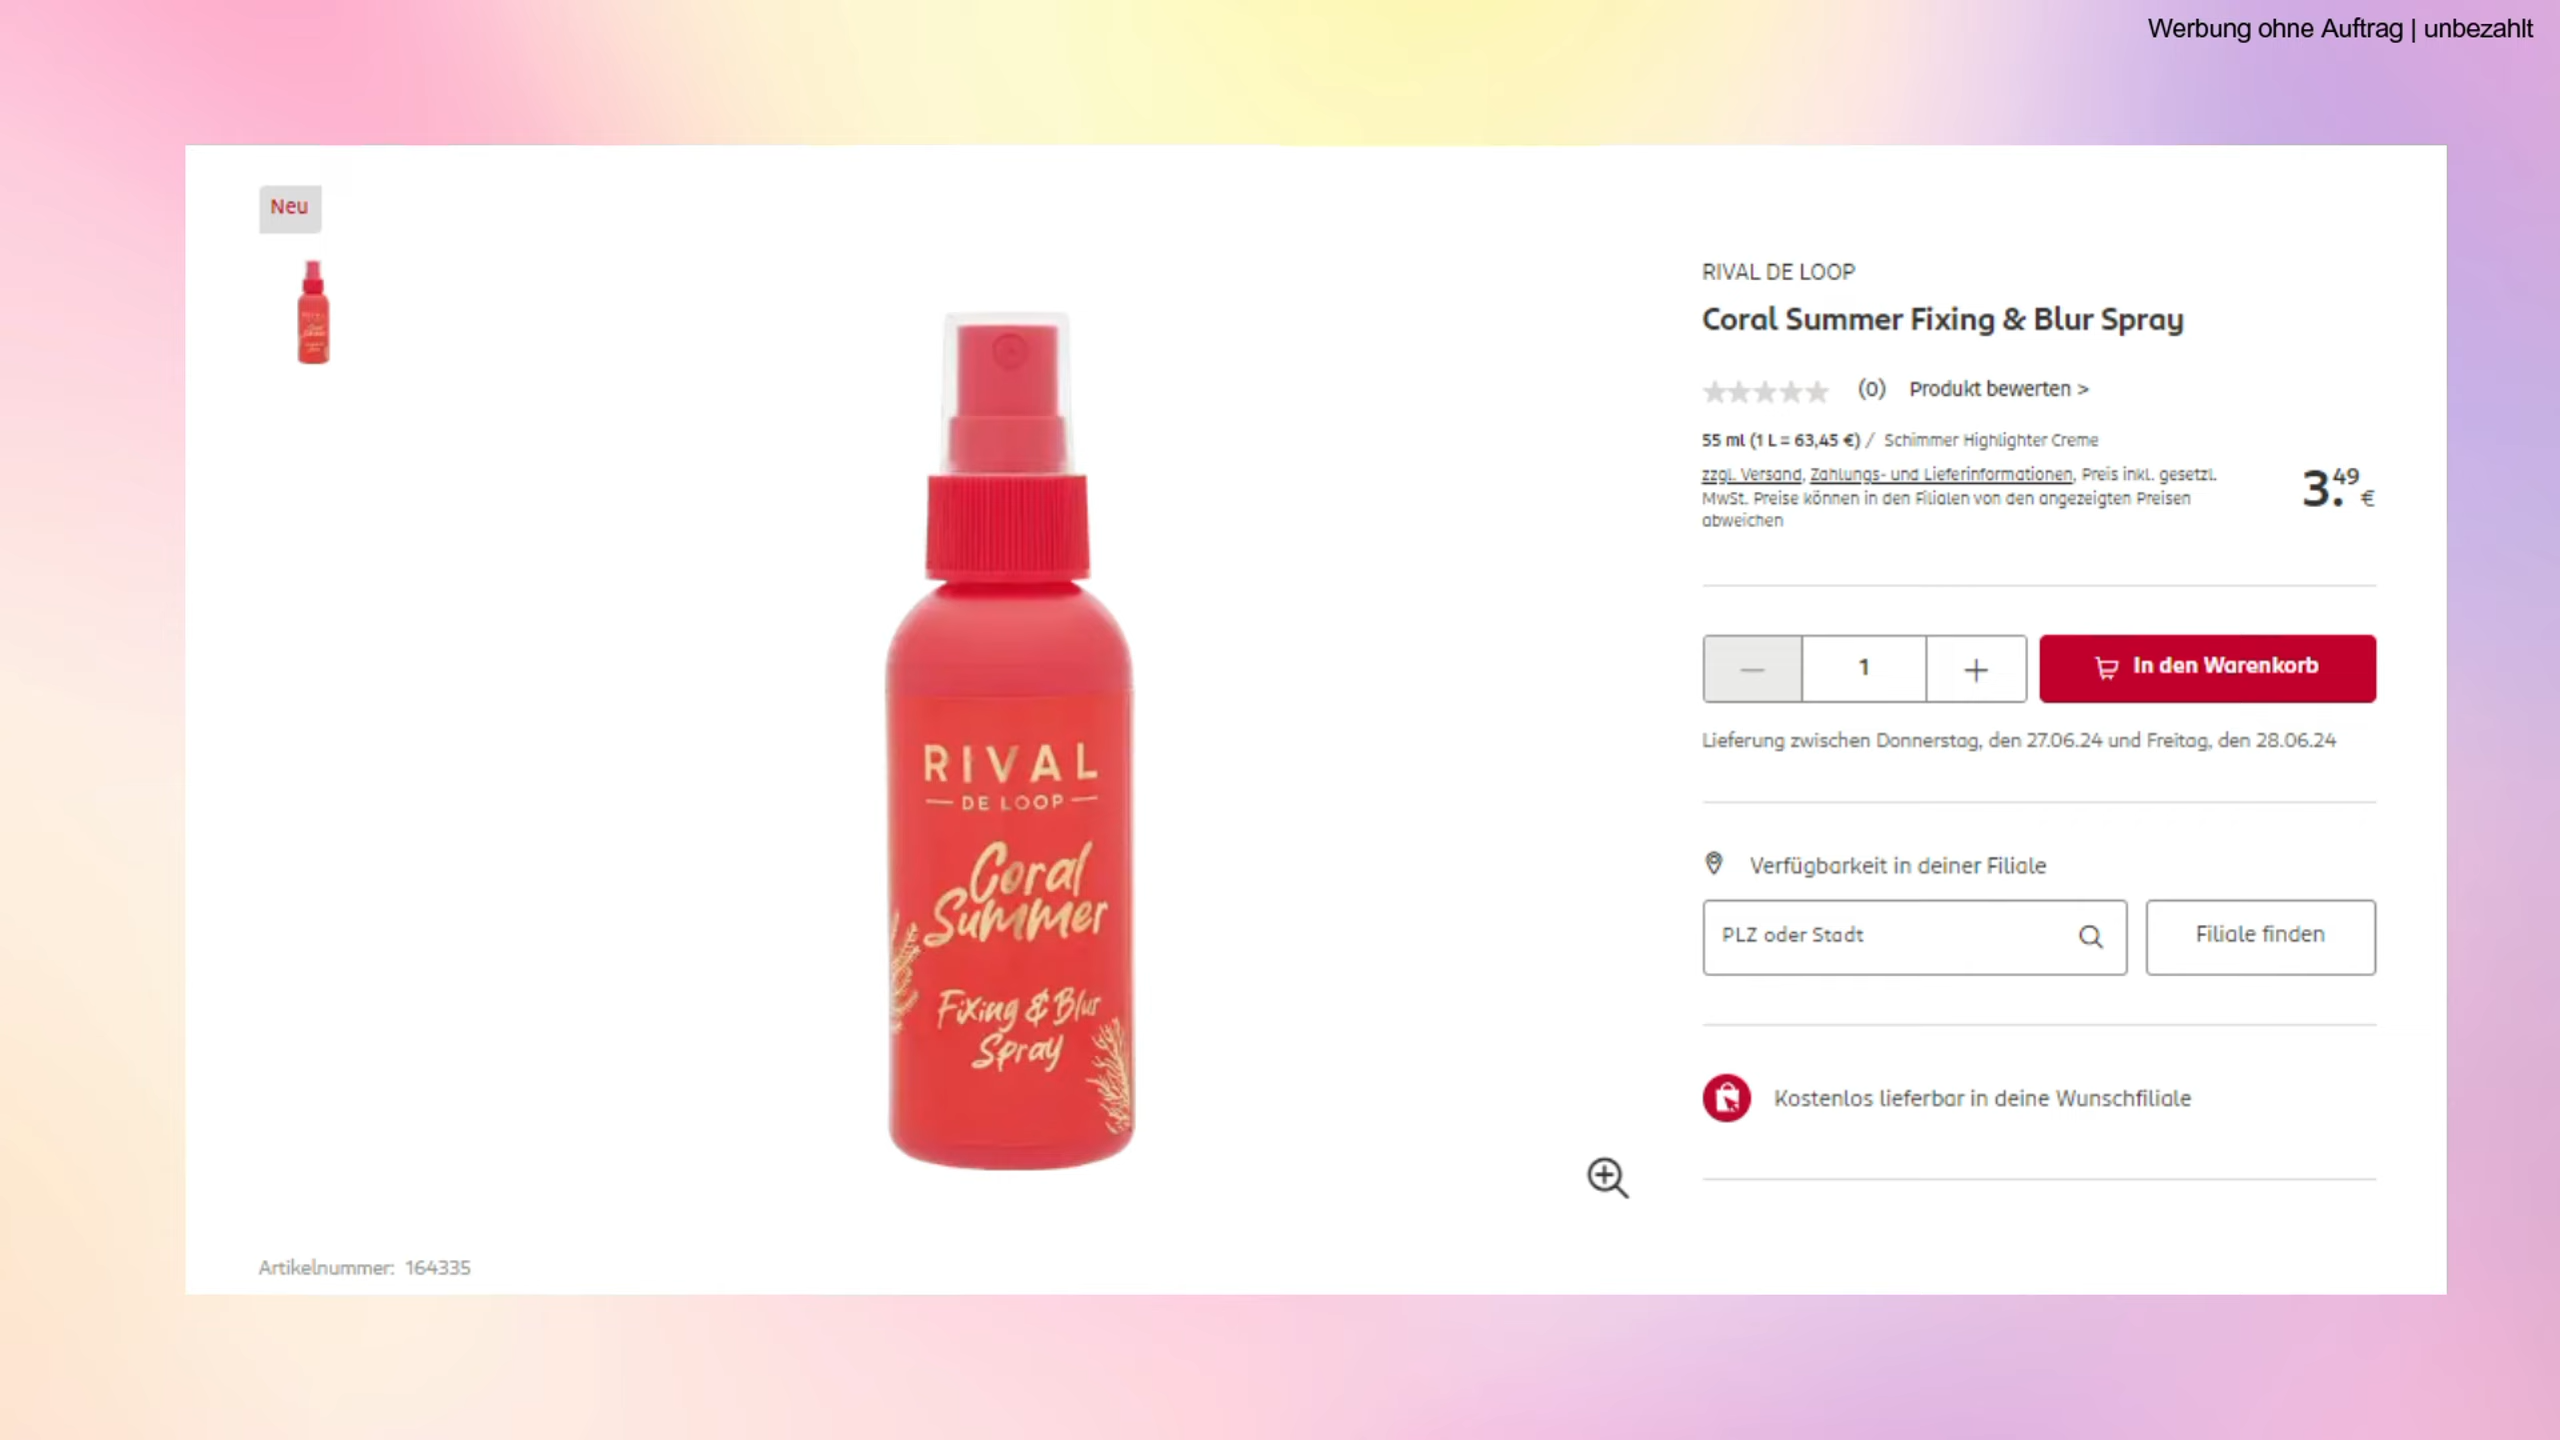 Werbung ohne Auftrag | unbezahlt
Neu
RIVAL DE LOOP
Coral Summer Fixing & Blur Spray
(0) Produkt bewerten >
55 ml (1 L = 63,45 €) / Schimmer Highlighter Creme
zzgl. Versand, Zahlungs- und Lieferinformationen, Preis inkl. gesetzl.
MwSt. Preise können in den Filialen von den angezeigten Preisen
abweichen
3.49 €
1
In den Warenkorb
Lieferung zwischen Donnerstag, den 27.06.24 und Freitag, den 28.06.24
Verfügbarkeit in deiner Filiale
PLZ oder Stadt
Filiale finden
Kostenlos lieferbar in deine Wunschfiliale
RIVAL
DE LOOP
Coral
Summer
Fixing & Blur
Spray
Artikelnummer: 164335